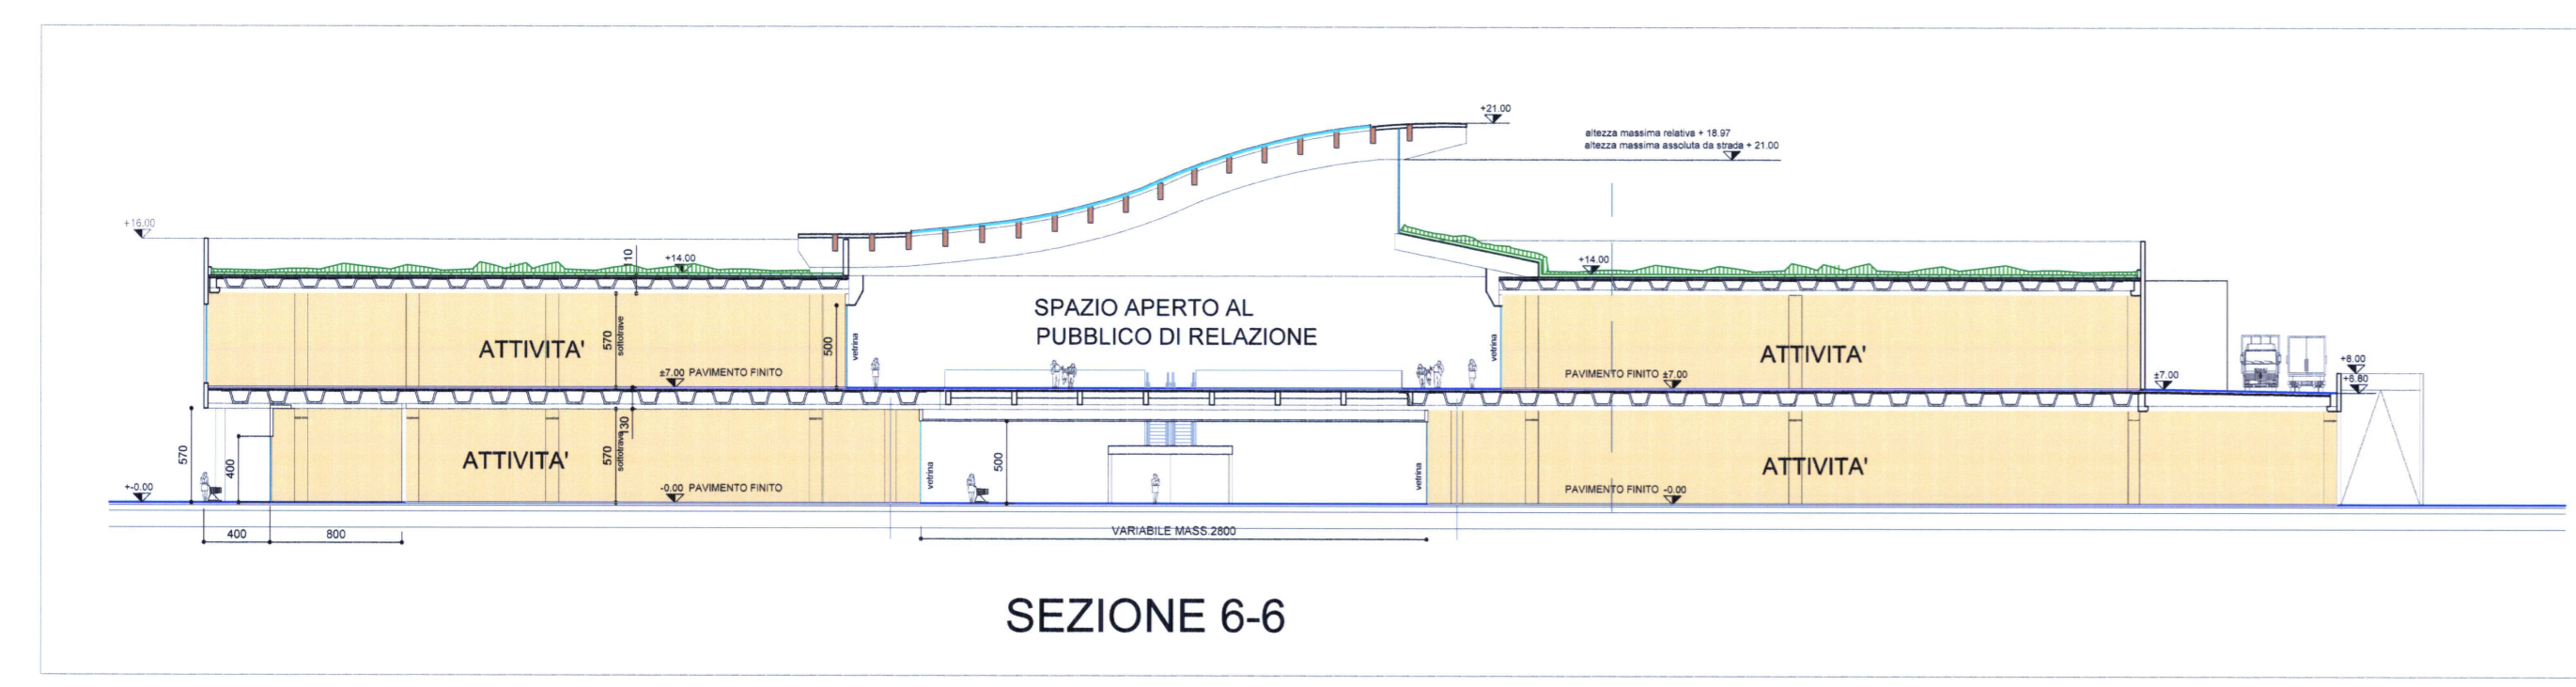 +21.00
altezza massima relativa + 18.97
altezza massima assoluta da strada + 21.00
+16.00
110
+14.00
+14.00
SPAZIO APERTO AL
PUBBLICO DI RELAZIONE
ATTIVITA'
570
sottotrave
500
vetrina
vetrina
ATTIVITA'
±7.00 PAVIMENTO FINITO
PAVIMENTO FINITO ±7.00
±7.00
+8.00
+6.80
570
400
ATTIVITA'
570
sottotrave
130
vetrina
500
vetrina
ATTIVITA'
+-0.00
-0.00 PAVIMENTO FINITO
PAVIMENTO FINITO -0.00
400
800
VARIABILE MASS.2800
SEZIONE 6-6